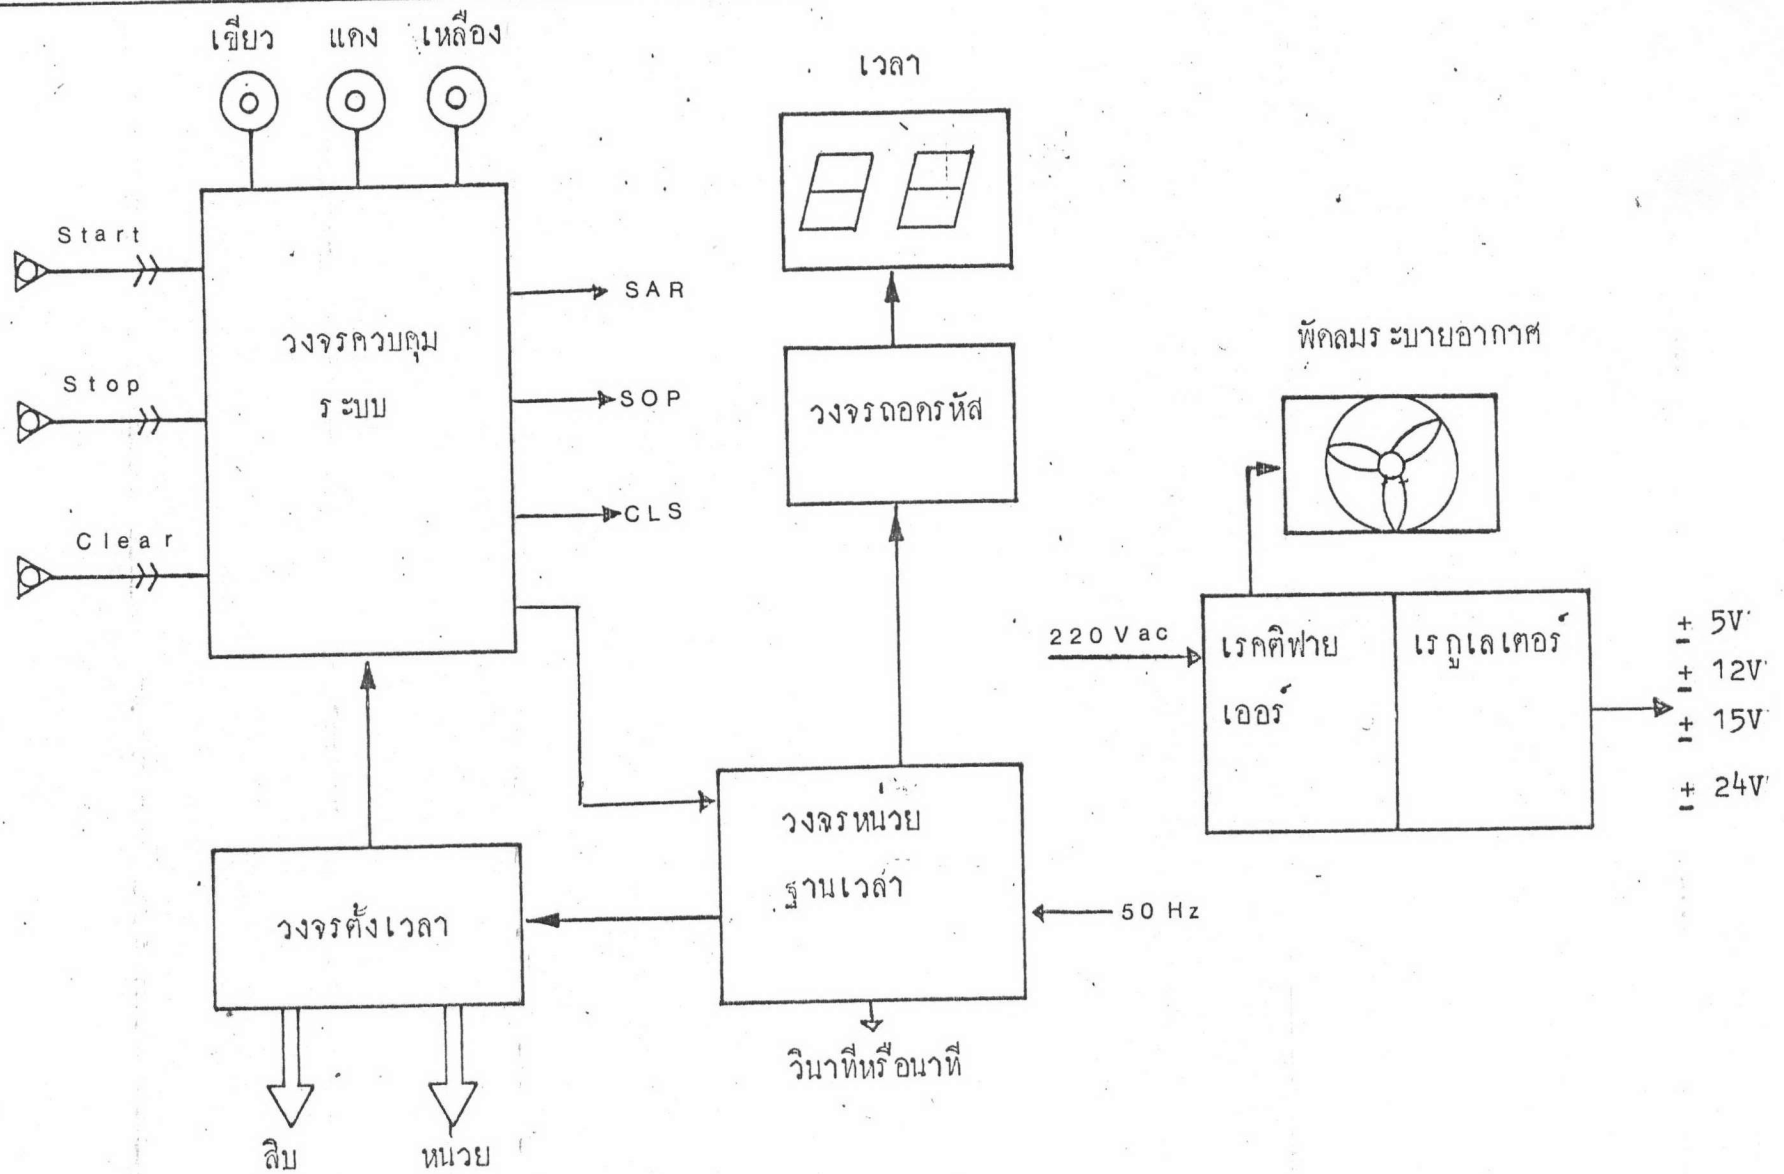 เขียว แดง เหลือง
เวลา
Start
SAR
วงจรควบคุม
ระบบ
พัดลมระบายอากาศ
Stop
SOP
วงจรถอดรหัส
CLS
Clear
220 Vac
เรคติฟาย
เออร์
เรกูเลเตอร์
± 5V
± 12V
± 15V
± 24V
วงจรหน่วย
ฐานเวลา
วงจรตั้งเวลา
50 Hz
วินาทีหรือนาที
สิบ หน่วย